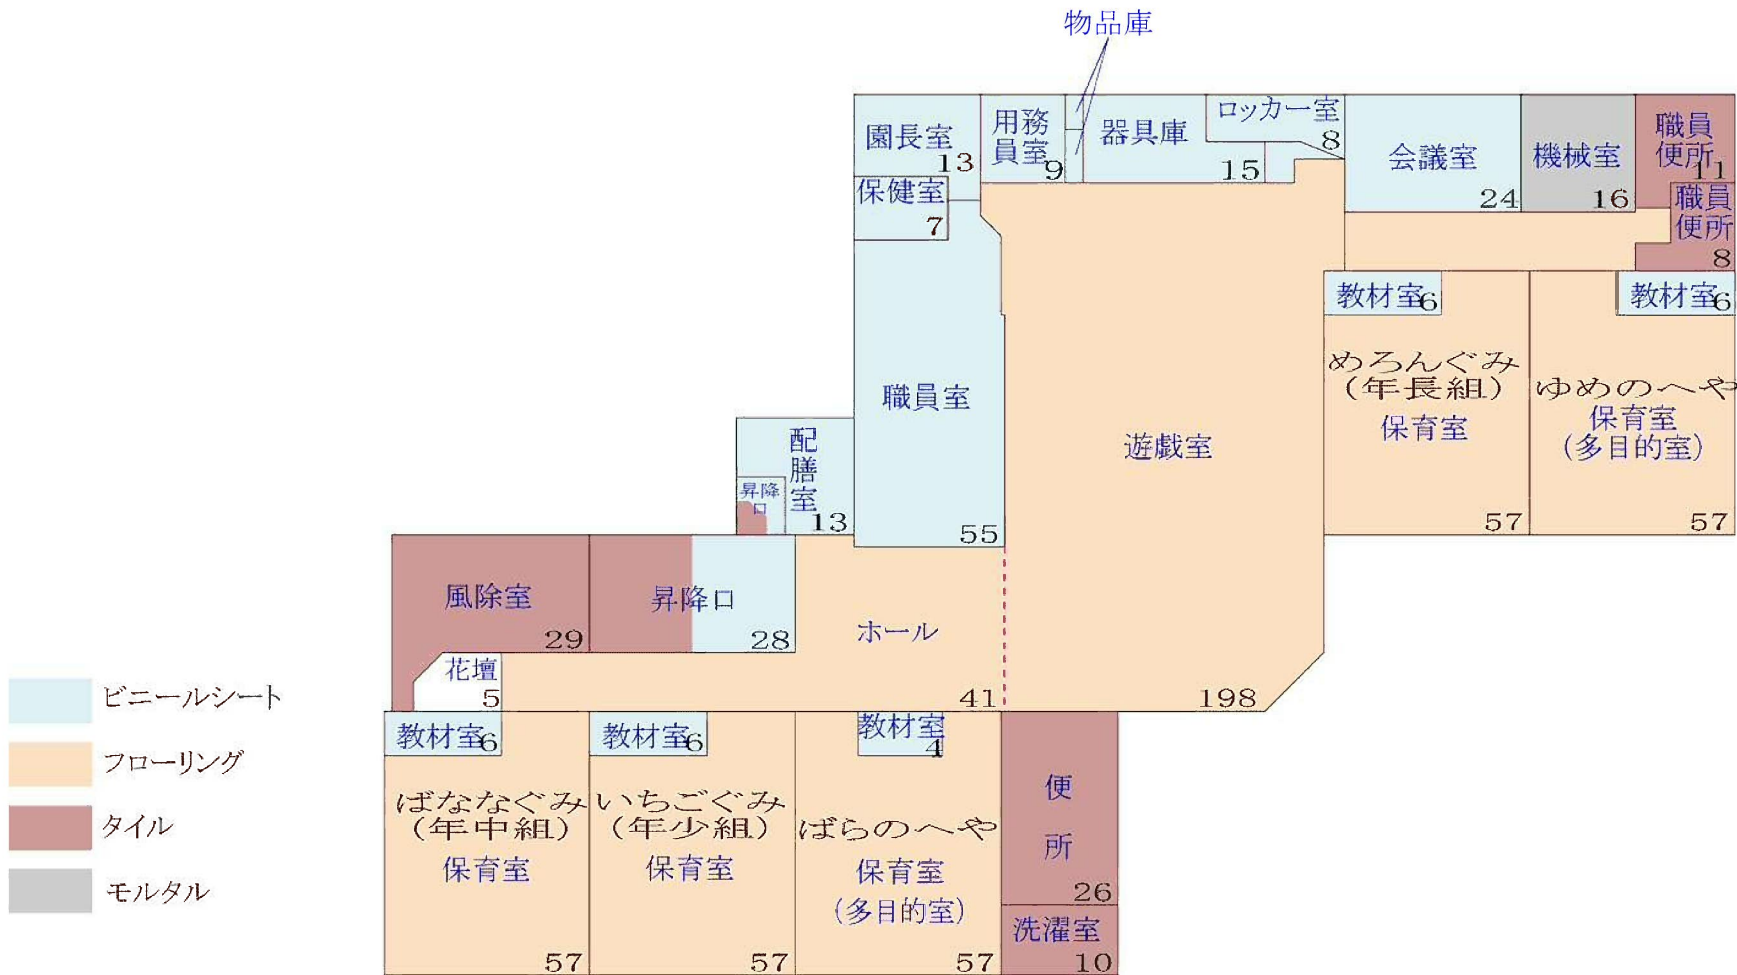 物品庫
園長室
13
用務
員室
9
器具庫
15
ロッカー室
8
会議室
24
機械室
16
職員
便所
11
職員
便所
8
保健室
7
教材室6
教材室6
めろんぐみ
(年長組)
保育室
57
ゆめのへや
保育室
(多目的室)
57
職員室
55
遊戯室
198
配
膳
室
13
昇降
口
風除室
29
昇降口
28
ホール
41
花壇
5
ビニールシート
フローリング
タイル
モルタル
教材室6
教材室6
教材室
4
ばななぐみ
(年中組)
保育室
57
いちごぐみ
(年少組)
保育室
57
ばらのへや
保育室
(多目的室)
57
便
所
26
洗濯室
10